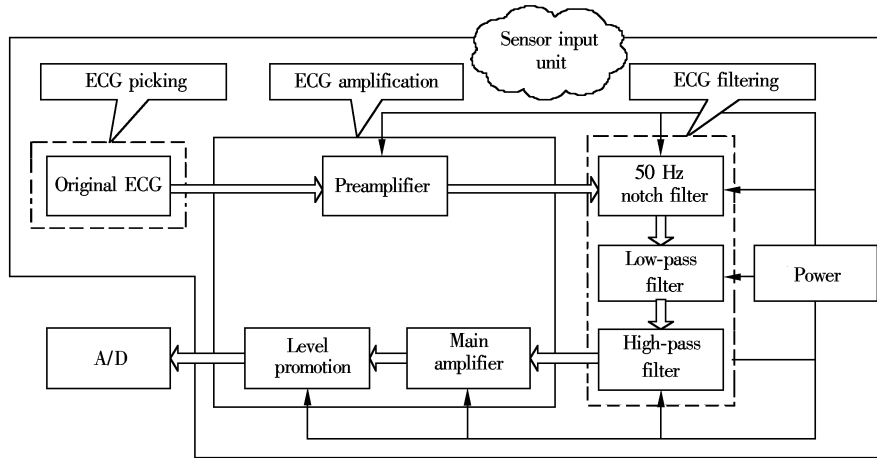 Sensor input
unit
ECG picking
ECG amplification
ECG filtering
Original ECG
Preamplifier
50 Hz
notch filter
Low-pass
filter
Power
A/D
Level
promotion
Main
amplifier
High-pass
filter